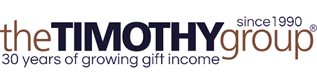 since1990
theTIMOTHYgroup®
30 years of growing gift income